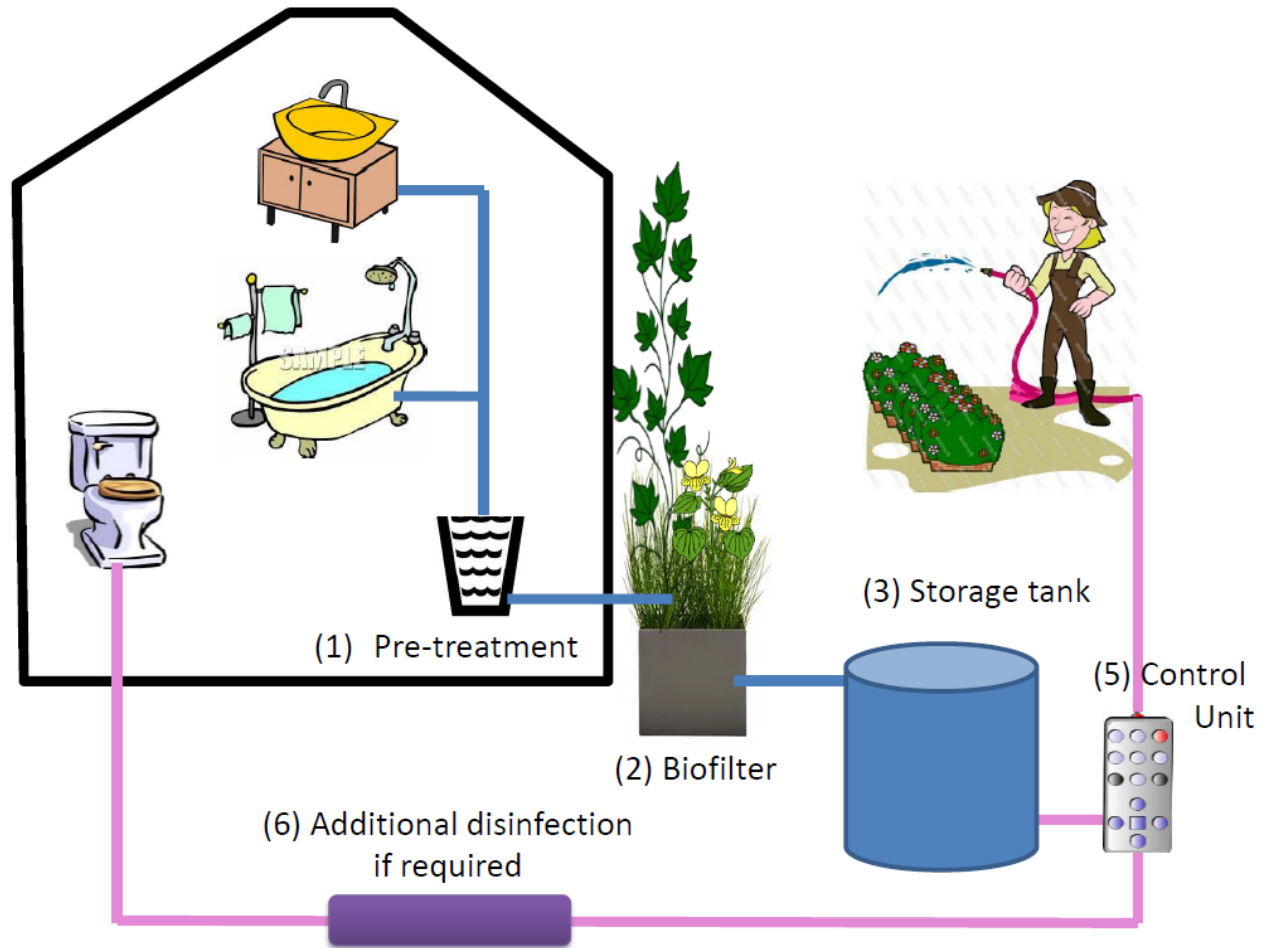 SAMPLE
(1) Pre-treatment
(3) Storage tank
(5) Control
Unit
(2) Biofilter
(6) Additional disinfection
if required